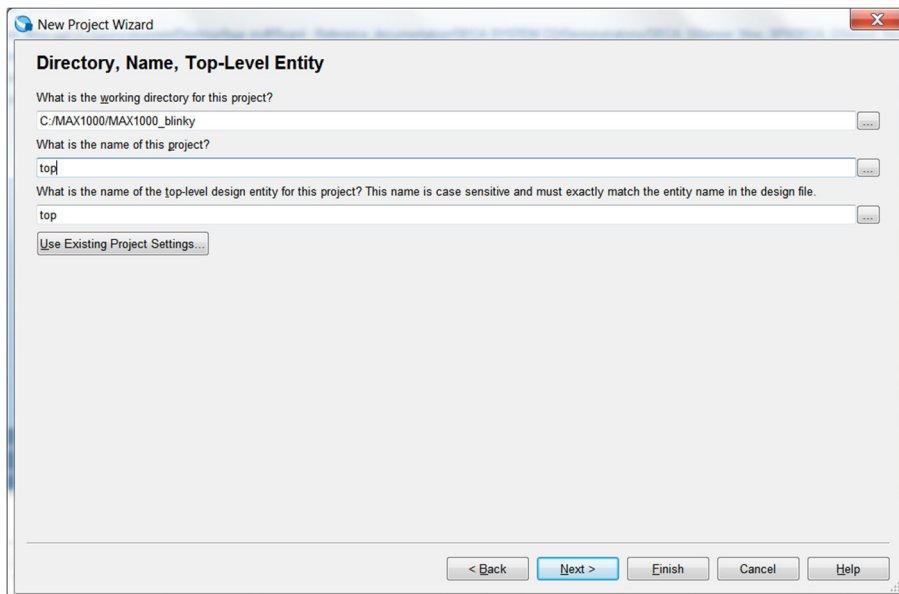 New Project Wizard
Directory, Name, Top-Level Entity
What is the working directory for this project?
C:/MAX1000/MAX1000_blinky
...
What is the name of this project?
top
...
What is the name of the top-level design entity for this project? This name is case sensitive and must exactly match the entity name in the design file.
top
...
Use Existing Project Settings...
< Back Next > Finish Cancel Help